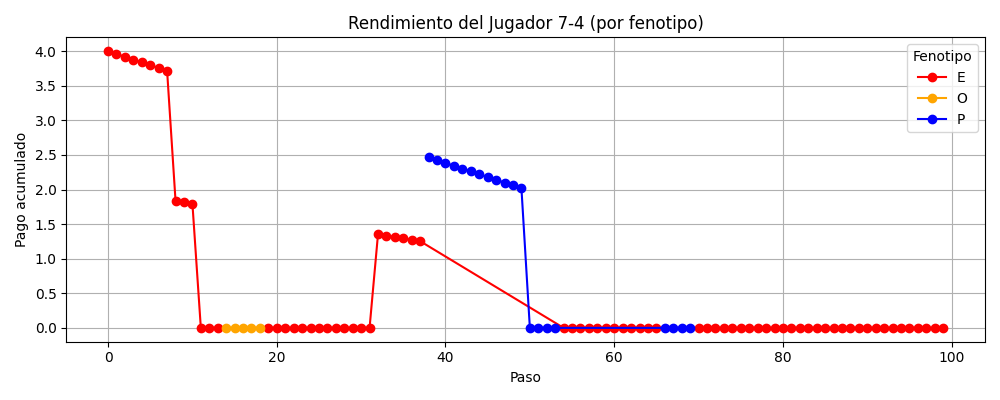 Rendimiento del Jugador 7-4 (por fenotipo)
Pago acumulado
4.0
3.5
3.0
2.5
2.0
1.5
1.0
0.5
0.0
Fenotipo
E
O
P
0 20 40 60 80 100
Paso